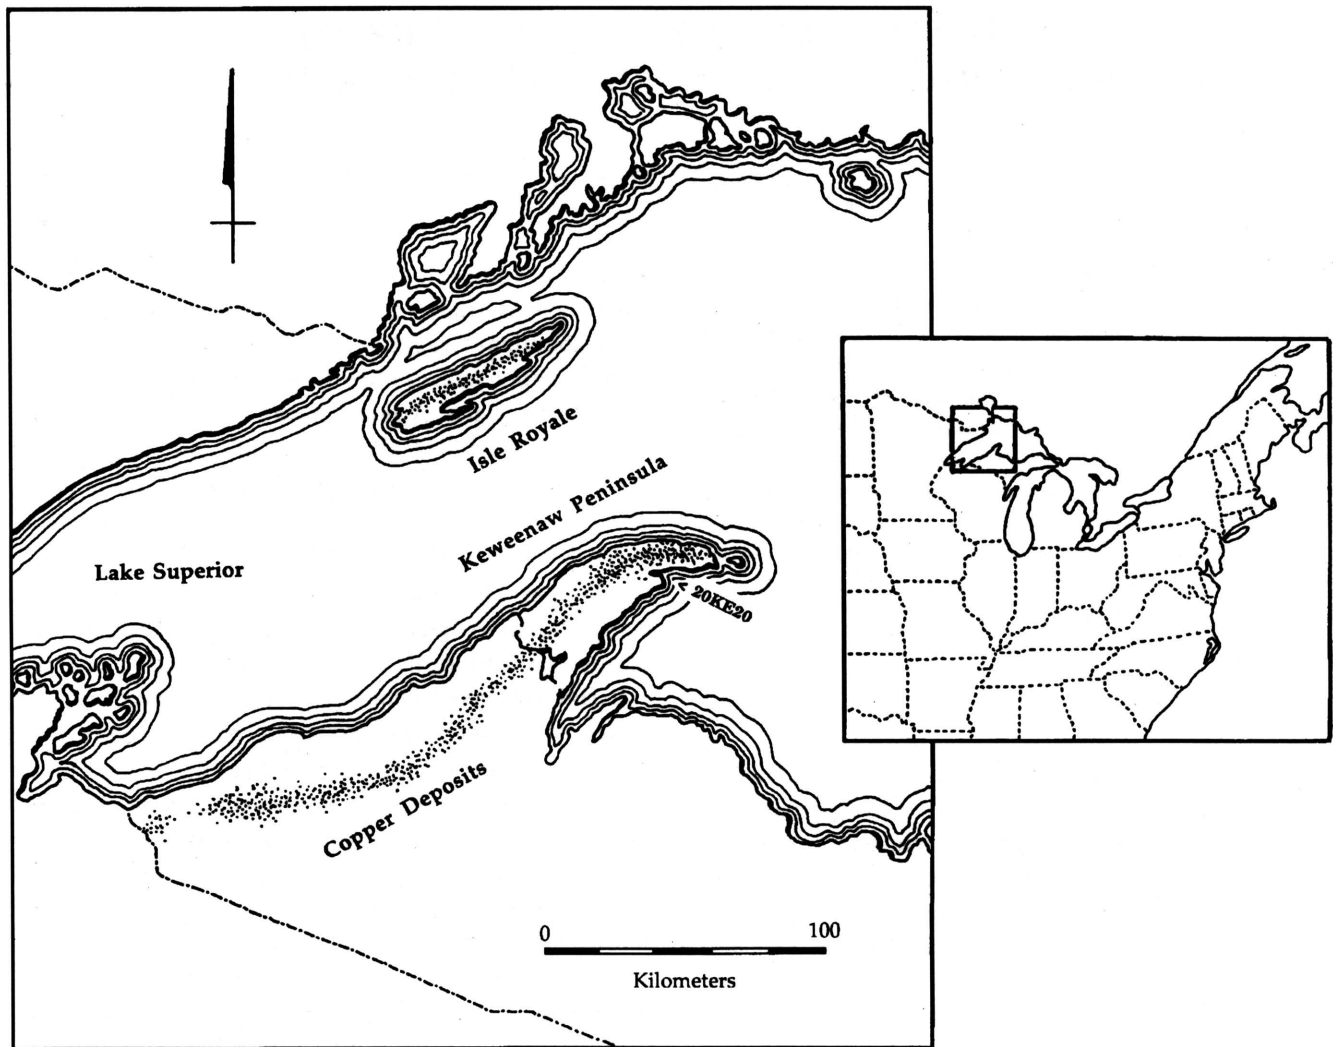 Isle Royale
Keweenaw Peninsula
Lake Superior
< 20KE20
Copper Deposits
0 100
Kilometers